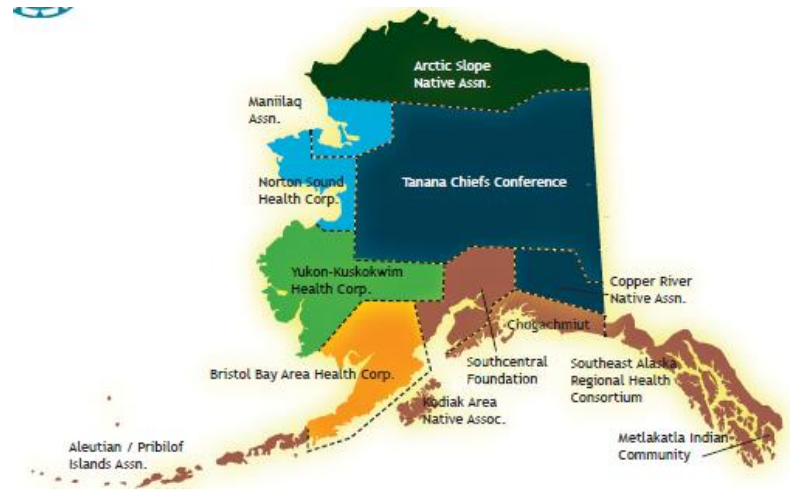 Arctic Slope
Native Assn.
Maniilaq
Assn.
Norton Sound
Health Corp.
Tanana Chiefs Conference
Yukon-Kuskokwim
Health Corp.
Copper River
Native Assn.
Chugachmiut
Bristol Bay Area Health Corp.
Southcentral
Foundation
Southeast Alaska
Regional Health
Consortium
Kodiak Area
Native Assoc.
Metlakatla Indian
Community
Aleutian / Pribilof
Islands Assn.